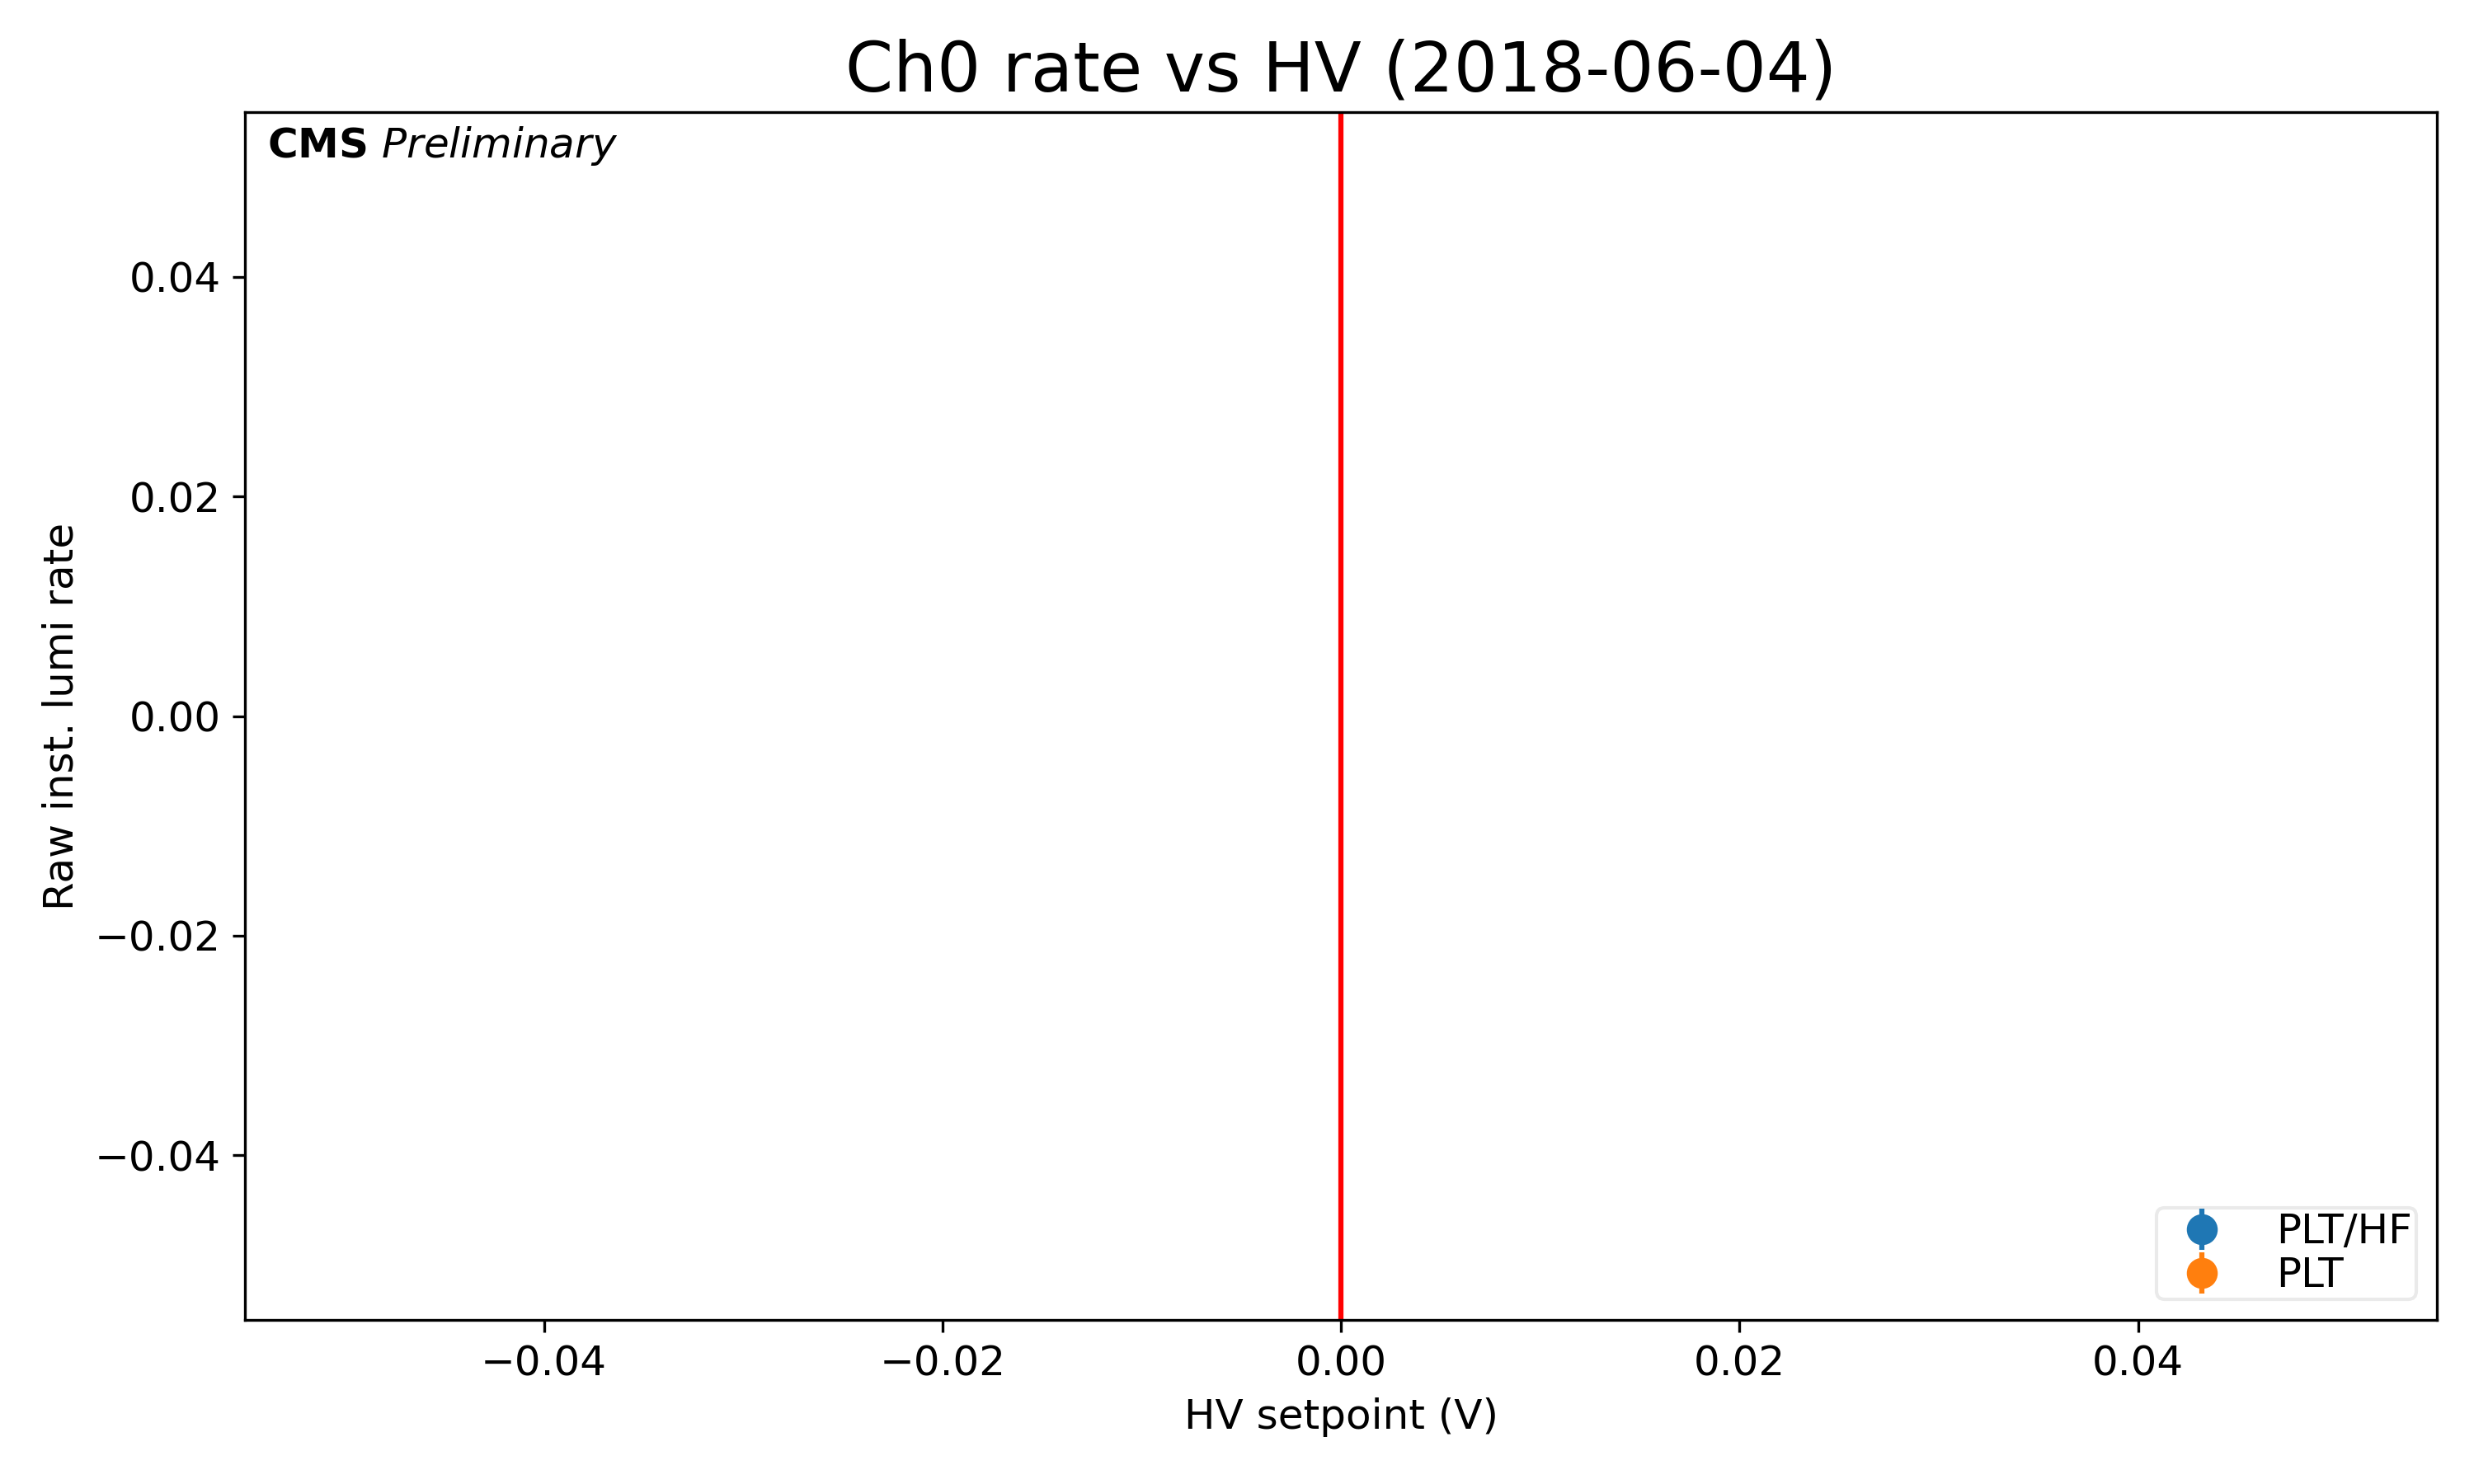 Ch0 rate vs HV (2018-06-04)
CMS Preliminary
Raw inst. lumi rate
0.04
0.02
0.00
−0.02
−0.04
PLT/HF
PLT
−0.04
−0.02
0.00
0.02
0.04
HV setpoint (V)